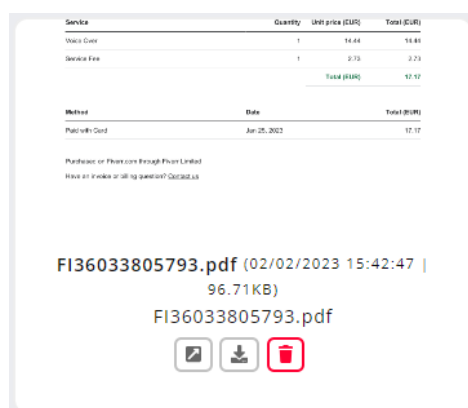 Service Quantity Unit price (EUR) Total (EUR)
Voice Over 1 14.44 14.44
Service Fee 1 2.73 2.73
Total (EUR) 17.17
Method Date Total (EUR)
Paid with Card Jan 25, 2023 17.17
Purchased on Fiverr.com through Fiverr Limited
Have an invoice or billing question? Contact us
FI36033805793.pdf (02/02/2023 15:42:47 |
96.71KB)
FI36033805793.pdf